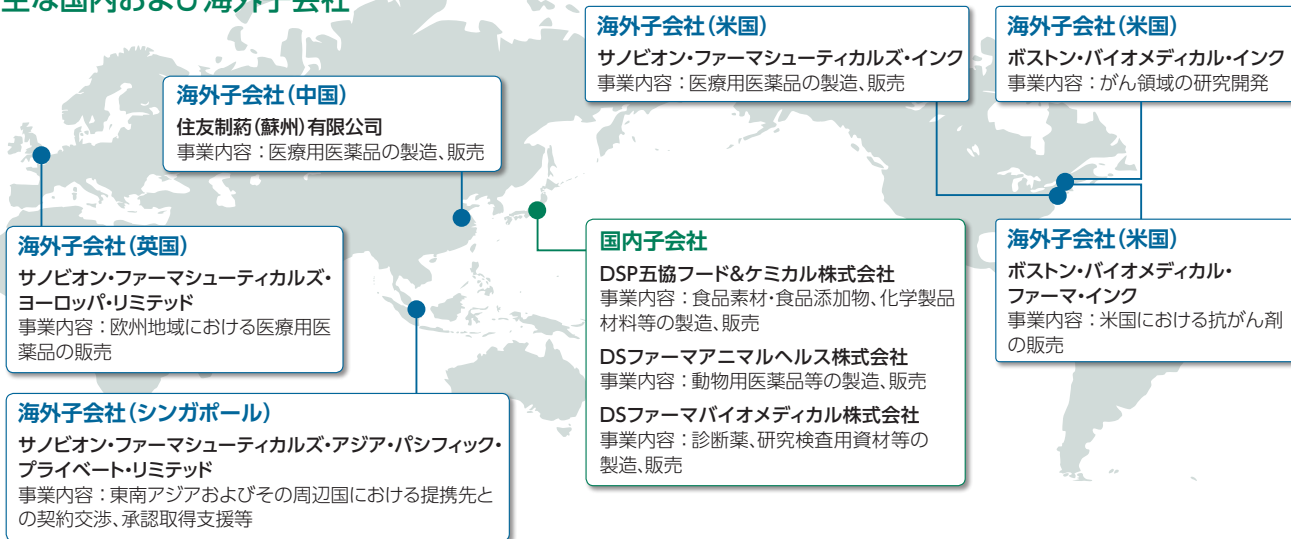 主な国内および海外子会社
海外子会社(米国)
サノビオン・ファーマシューティカルズ・インク
事業内容：医療用医薬品の製造、販売
海外子会社(米国)
ボストン・バイオメディカル・インク
事業内容：がん領域の研究開発
海外子会社(中国)
住友制葯(蘇州)有限公司
事業内容：医療用医薬品の製造、販売
海外子会社(英国)
サノビオン・ファーマシューティカルズ・
ヨーロッパ・リミテッド
事業内容：欧州地域における医療用医
薬品の販売
国内子会社
DSP五協フード&ケミカル株式会社
事業内容：食品素材・食品添加物、化学製品
材料等の製造、販売
DSファーマアニマルヘルス株式会社
事業内容：動物用医薬品等の製造、販売
DSファーマバイオメディカル株式会社
事業内容：診断薬、研究検査用資材等の
製造、販売
海外子会社(米国)
ボストン・バイオメディカル・
ファーマ・インク
事業内容：米国における抗がん剤
の販売
海外子会社(シンガポール)
サノビオン・ファーマシューティカルズ・アジア・パシフィック・
プライベート・リミテッド
事業内容：東南アジアおよびその周辺国における提携先と
の契約交渉、承認取得支援等